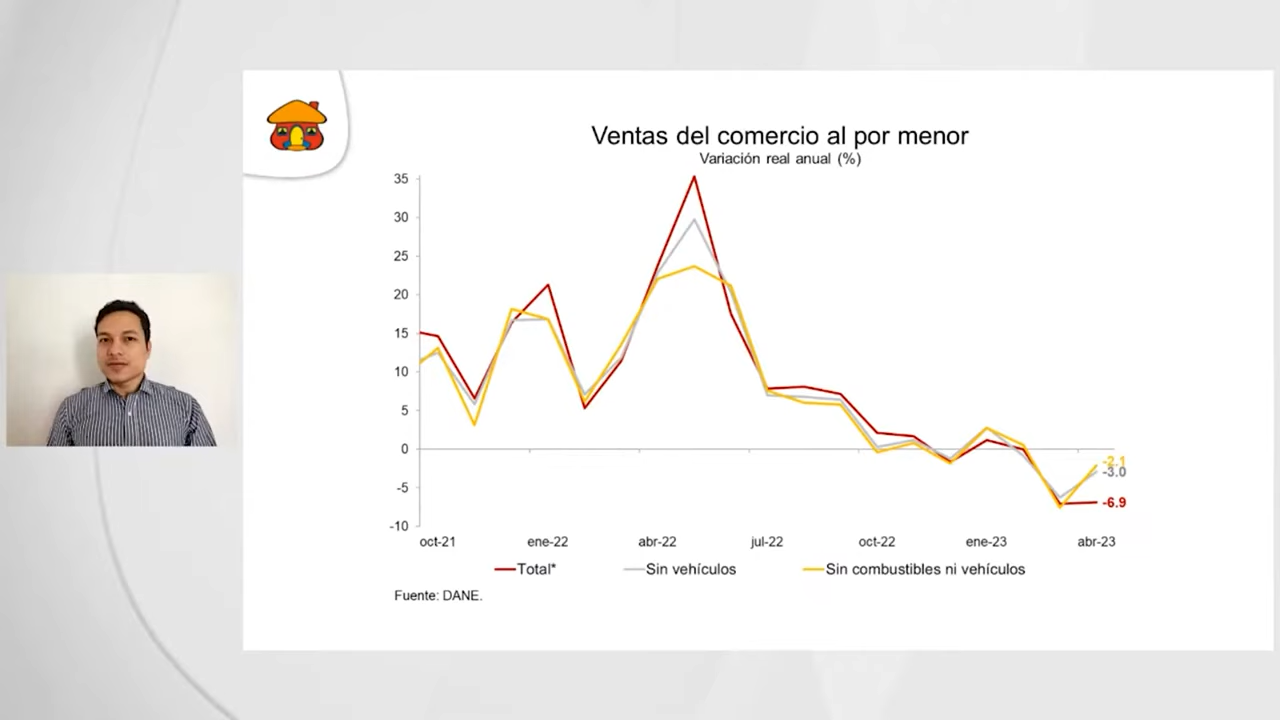 Ventas del comercio al por menor
Variación real anual (%)
35
30
25
20
15
10
5
0
-5
-10
-2.1
-3.0
-6.9
oct-21 ene-22 abr-22 jul-22 oct-22 ene-23 abr-23
Total* Sin vehículos Sin combustibles ni vehículos
Fuente: DANE.